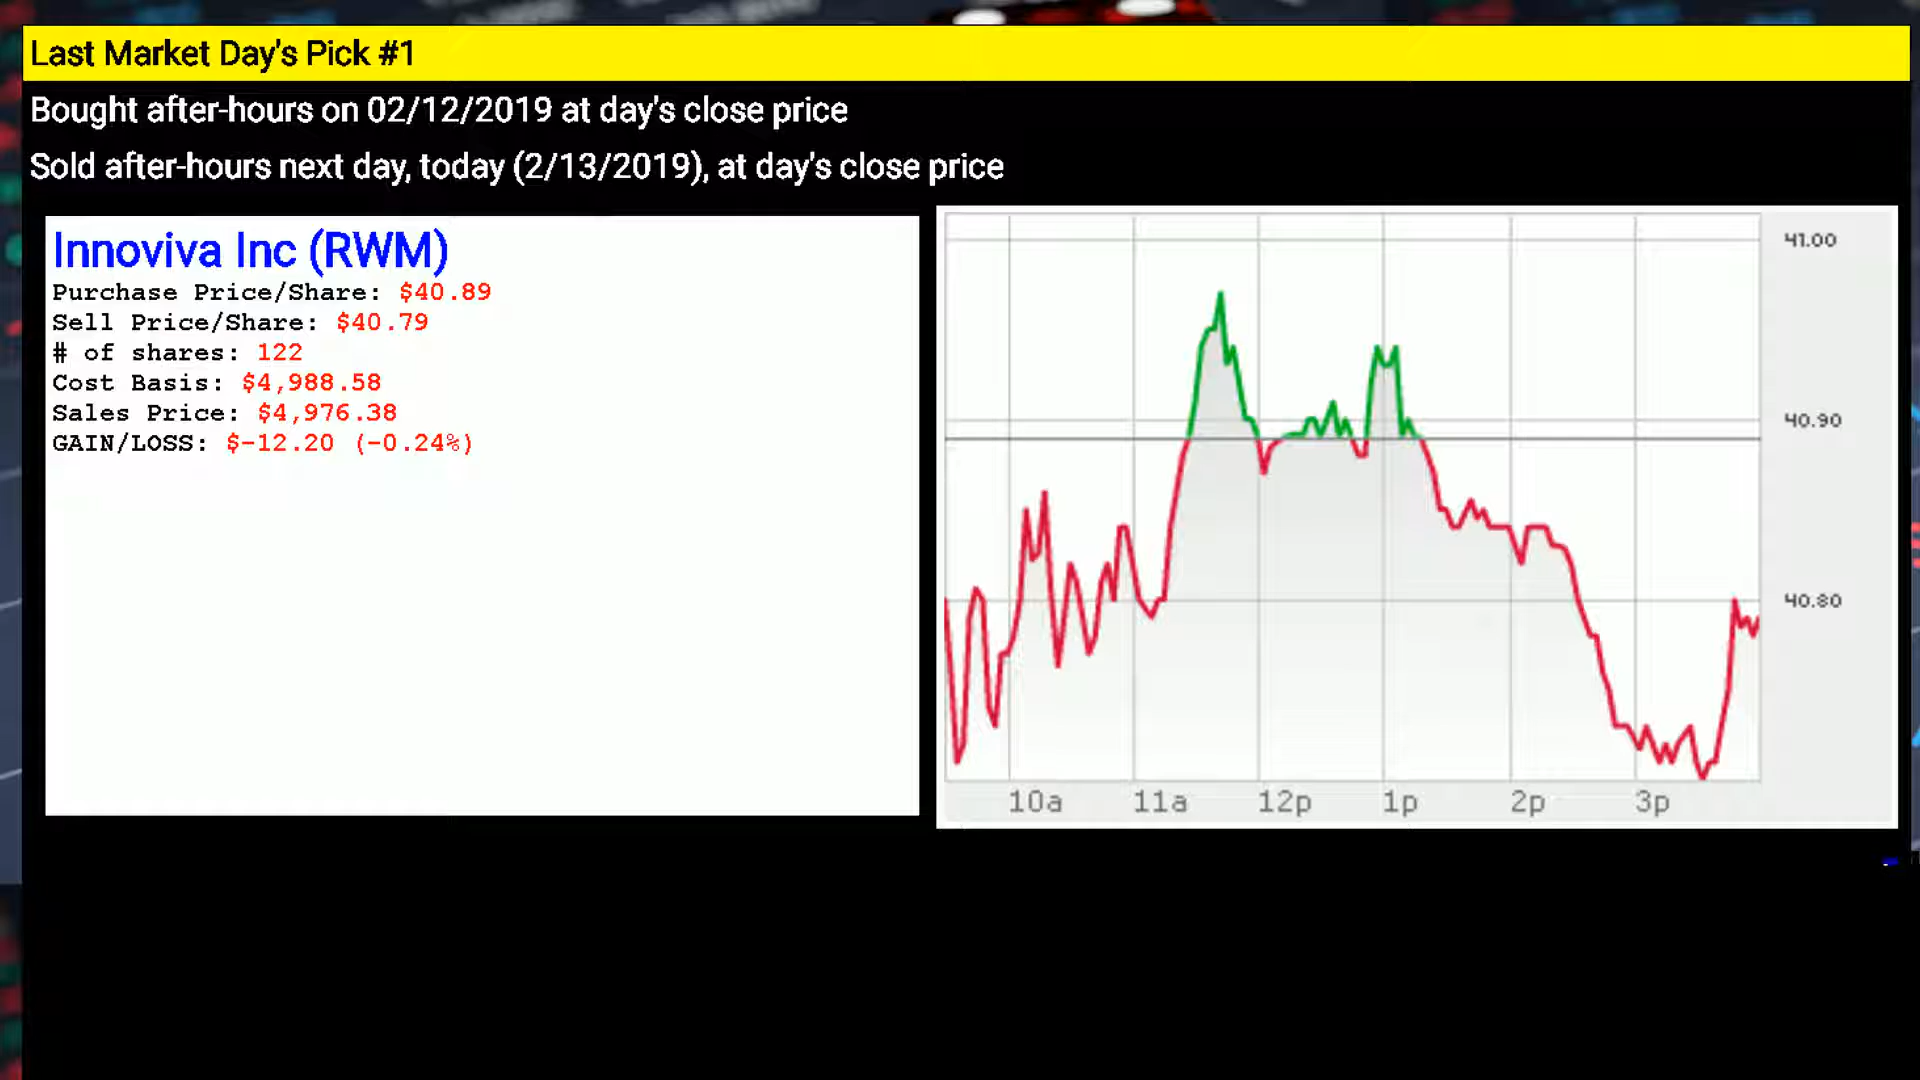 Last Market Day's Pick #1
Bought after-hours on 02/12/2019 at day's close price
Sold after-hours next day, today (2/13/2019), at day's close price
Innoviva Inc (RWM)
Purchase Price/Share: $40.89
Sell Price/Share: $40.79
# of shares: 122
Cost Basis: $4,988.58
Sales Price: $4,976.38
GAIN/LOSS: $-12.20 (-0.24%)
41.00
40.90
40.80
10a 11a 12p 1p 2p 3p